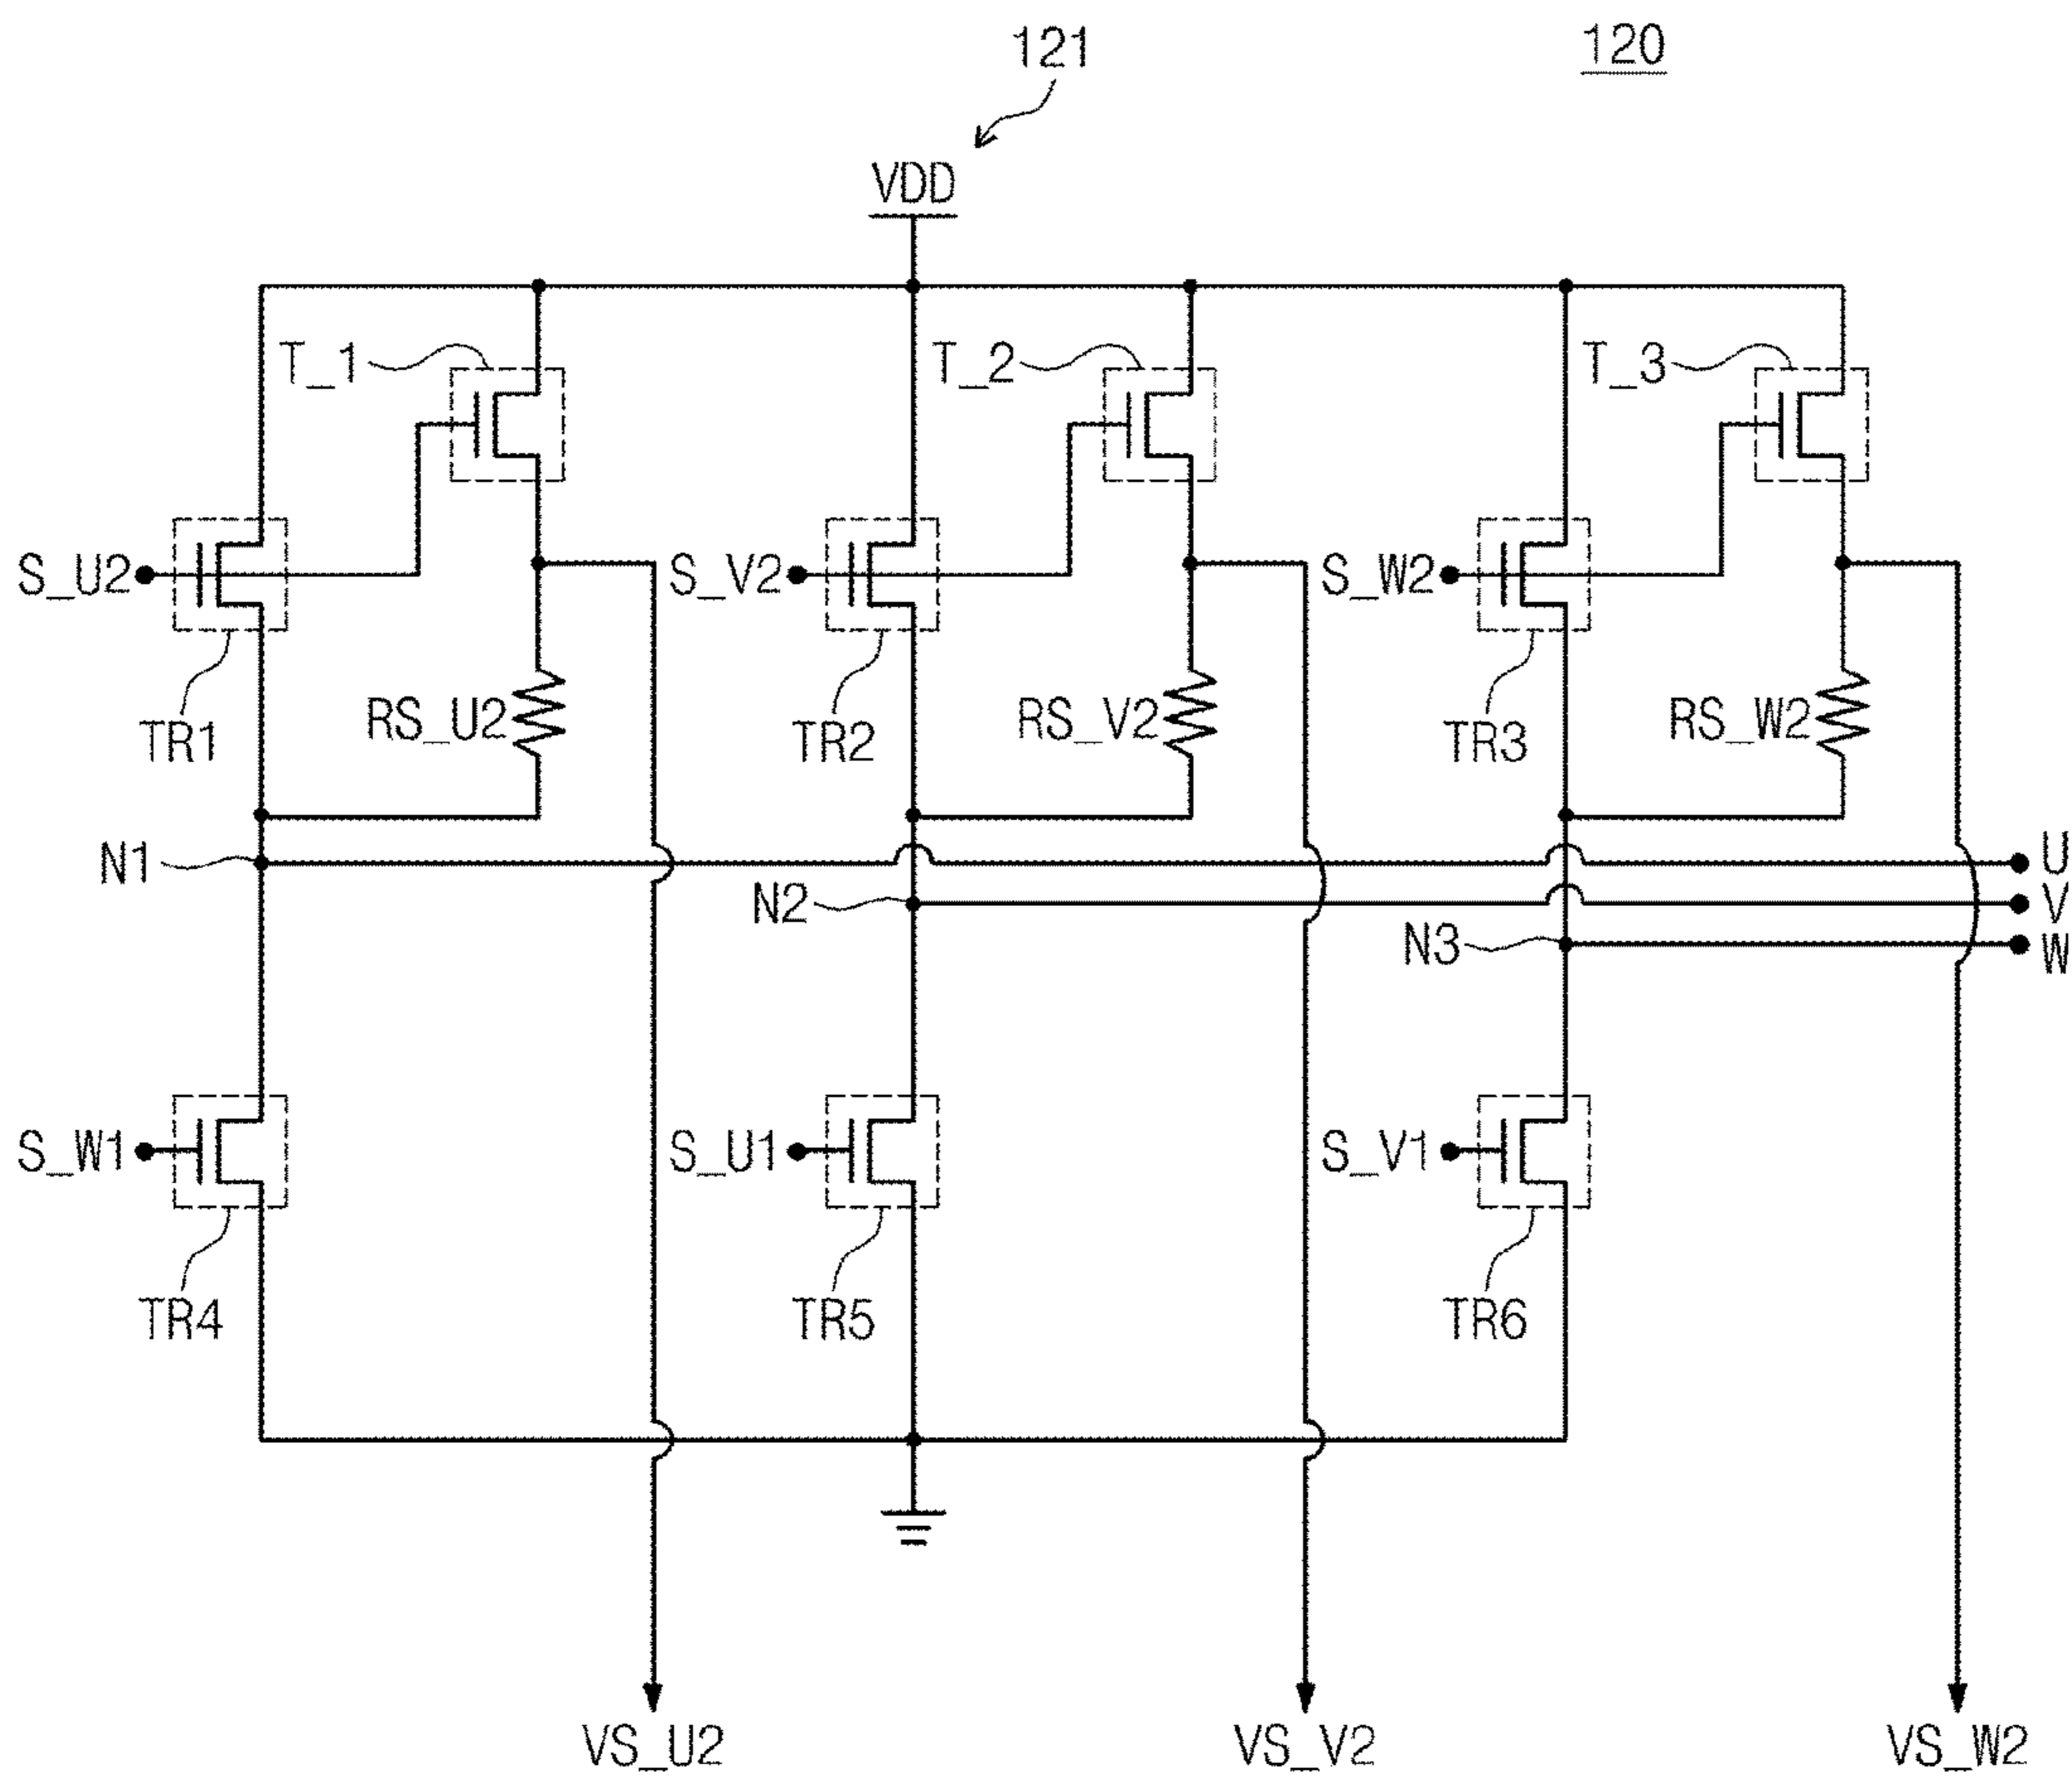 121
120
VDD
T_1
T_2
T_3
S_U2
S_V2
S_W2
TR1
RS_U2
TR2
RS_V2
TR3
RS_W2
N1
U
N2
V
N3
W
S_W1
S_U1
S_V1
TR4
TR5
TR6
VS_U2
VS_V2
VS_W2